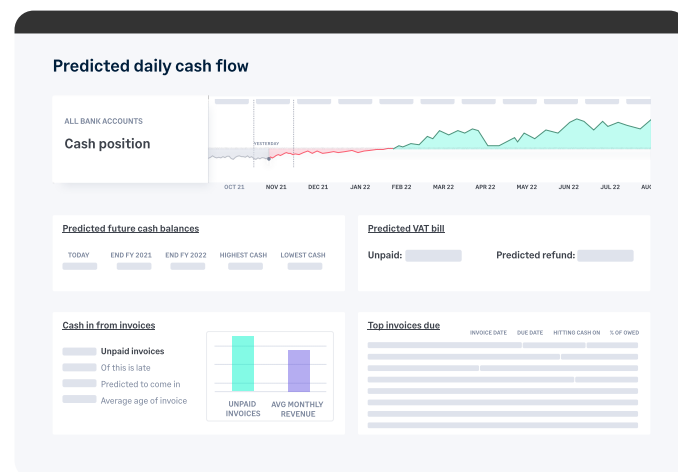 Predicted daily cash flow
ALL BANK ACCOUNTS
Cash position
YESTERDAY
OCT 21 NOV 21 DEC 21 JAN 22 FEB 22 MAR 22 APR 22 MAY 22 JUN 22 JUL 22 AUG
Predicted future cash balances
TODAY END FY 2021 END FY 2022 HIGHEST CASH LOWEST CASH
Predicted VAT bill
Unpaid: Predicted refund:
Cash in from invoices
Unpaid invoices
Of this is late
Predicted to come in
Average age of invoice
UNPAID INVOICES
AVG MONTHLY REVENUE
Top invoices due
INVOICE DATE DUE DATE HITTING CASH ON % OF OWED